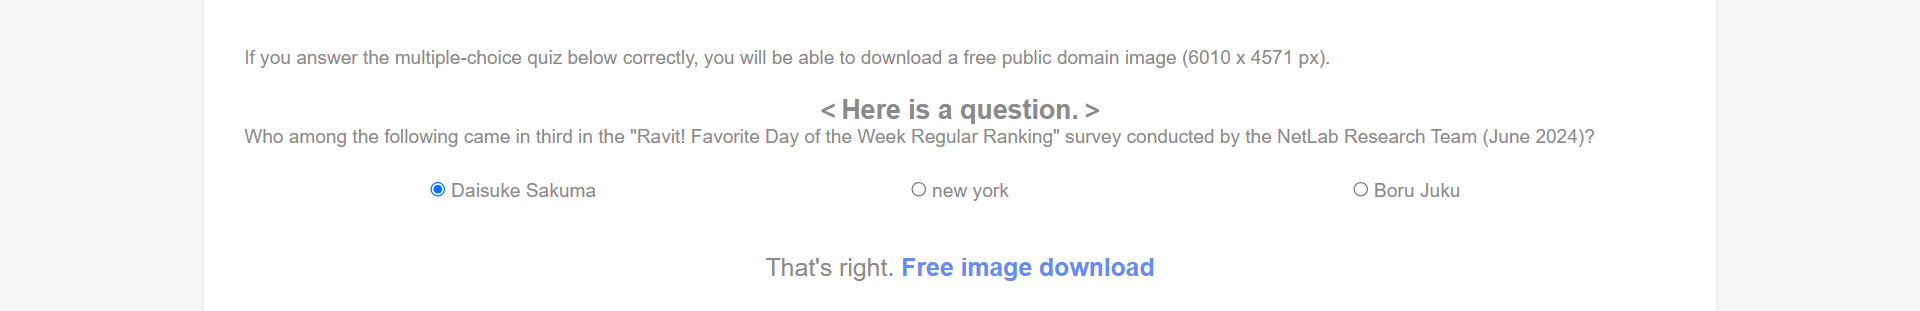 If you answer the multiple-choice quiz below correctly, you will be able to download a free public domain image (6010 x 4571 px).
< Here is a question. >
Who among the following came in third in the "Ravit! Favorite Day of the Week Regular Ranking" survey conducted by the NetLab Research Team (June 2024)?
Daisuke Sakuma new york Boru Juku
That's right. Free image download